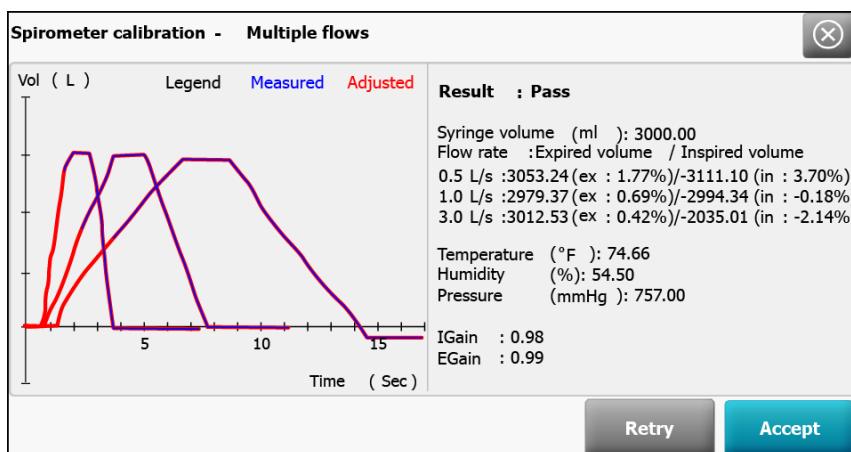 Spirometer calibration - Multiple flows
Vol ( L )
Legend Measured Adjusted
5 10 15
Time ( Sec )
Result : Pass
Syringe volume (ml ): 3000.00
Flow rate :Expired volume / Inspired volume
0.5 L/s :3053.24 (ex : 1.77%)/-3111.10 (in : 3.70%)
1.0 L/s :2979.37 (ex : 0.69%)/-2994.34 (in : -0.18%
3.0 L/s :3012.53 (ex : 0.42%)/-2035.01 (in : -2.14%
Temperature (°F ): 74.66
Humidity (%): 54.50
Pressure (mmHg ): 757.00
IGain : 0.98
EGain : 0.99
Retry Accept